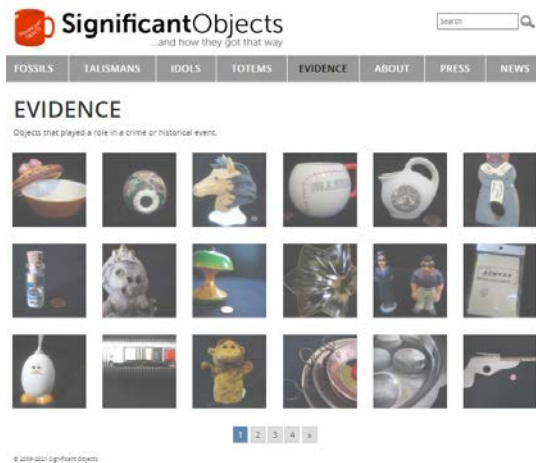 SignificantObjects
...and how they got that way
Search
FOSSILS TALISMANS IDOLS TOTEMS EVIDENCE ABOUT PRESS NEWS
EVIDENCE
Objects that played a role in a crime or historical event.
1 2 3 4 »
© 2009-2021 Significant Objects